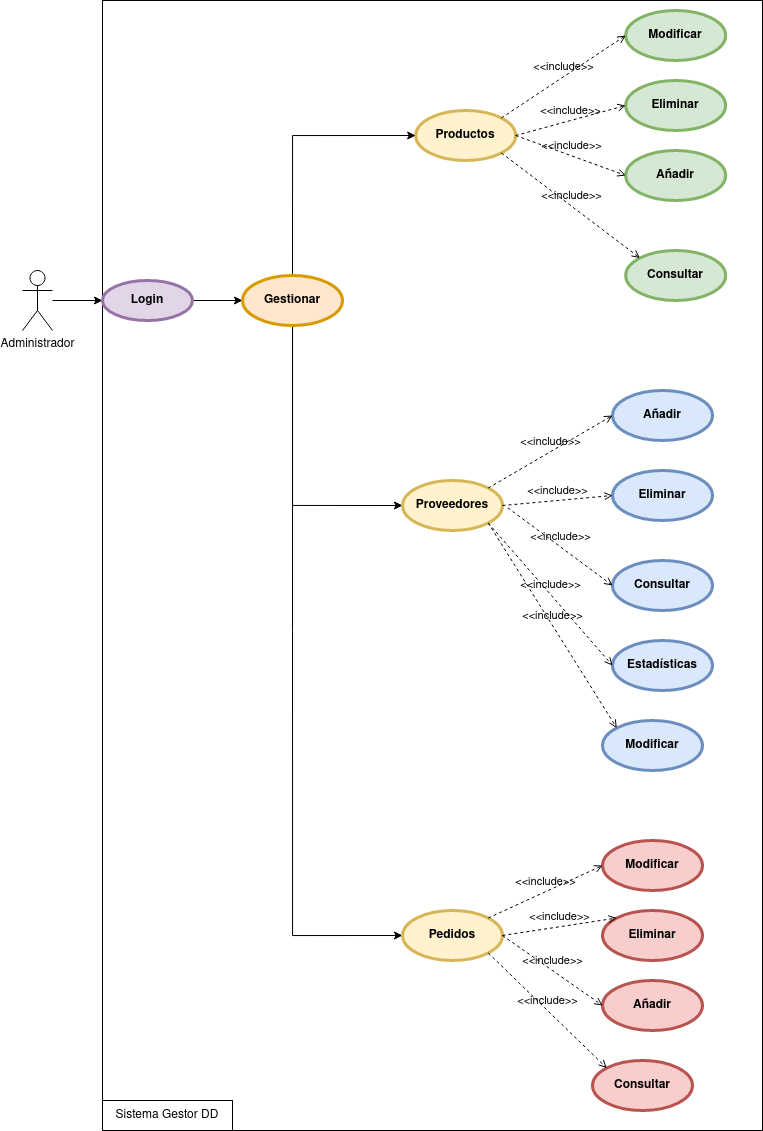 Modificar
<<include>>
Eliminar
<<include>>
Productos
<<include>>
Añadir
<<include>>
Consultar
Administrador
Login
Gestionar
Añadir
<<include>>
Proveedores
<<include>>
Eliminar
<<include>>
Consultar
<<include>>
<<include>>
Estadísticas
Modificar
Modificar
<<include>>
<<include>>
Pedidos
Eliminar
<<include>>
<<include>>
Añadir
Consultar
Sistema Gestor DD